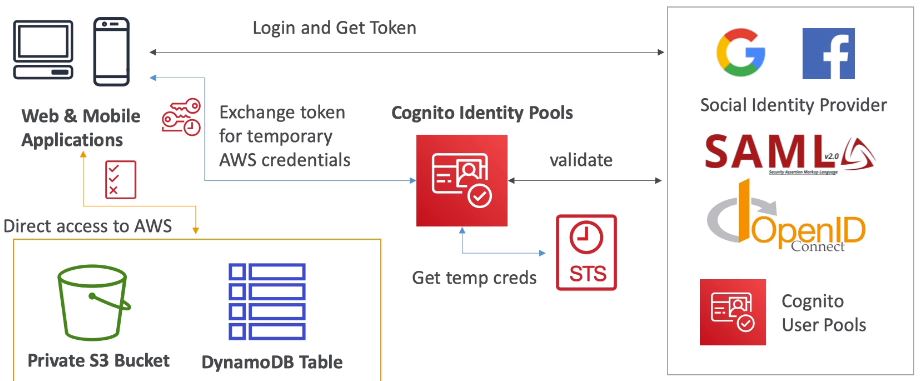 Login and Get Token
Web & Mobile
Applications
Exchange token
for temporary
AWS credentials
Cognito Identity Pools
validate
Social Identity Provider
SAML v2.0
Security Assertion Markup Language
OpenID
Connect
Direct access to AWS
Get temp creds
STS
Cognito
User Pools
Private S3 Bucket
DynamoDB Table